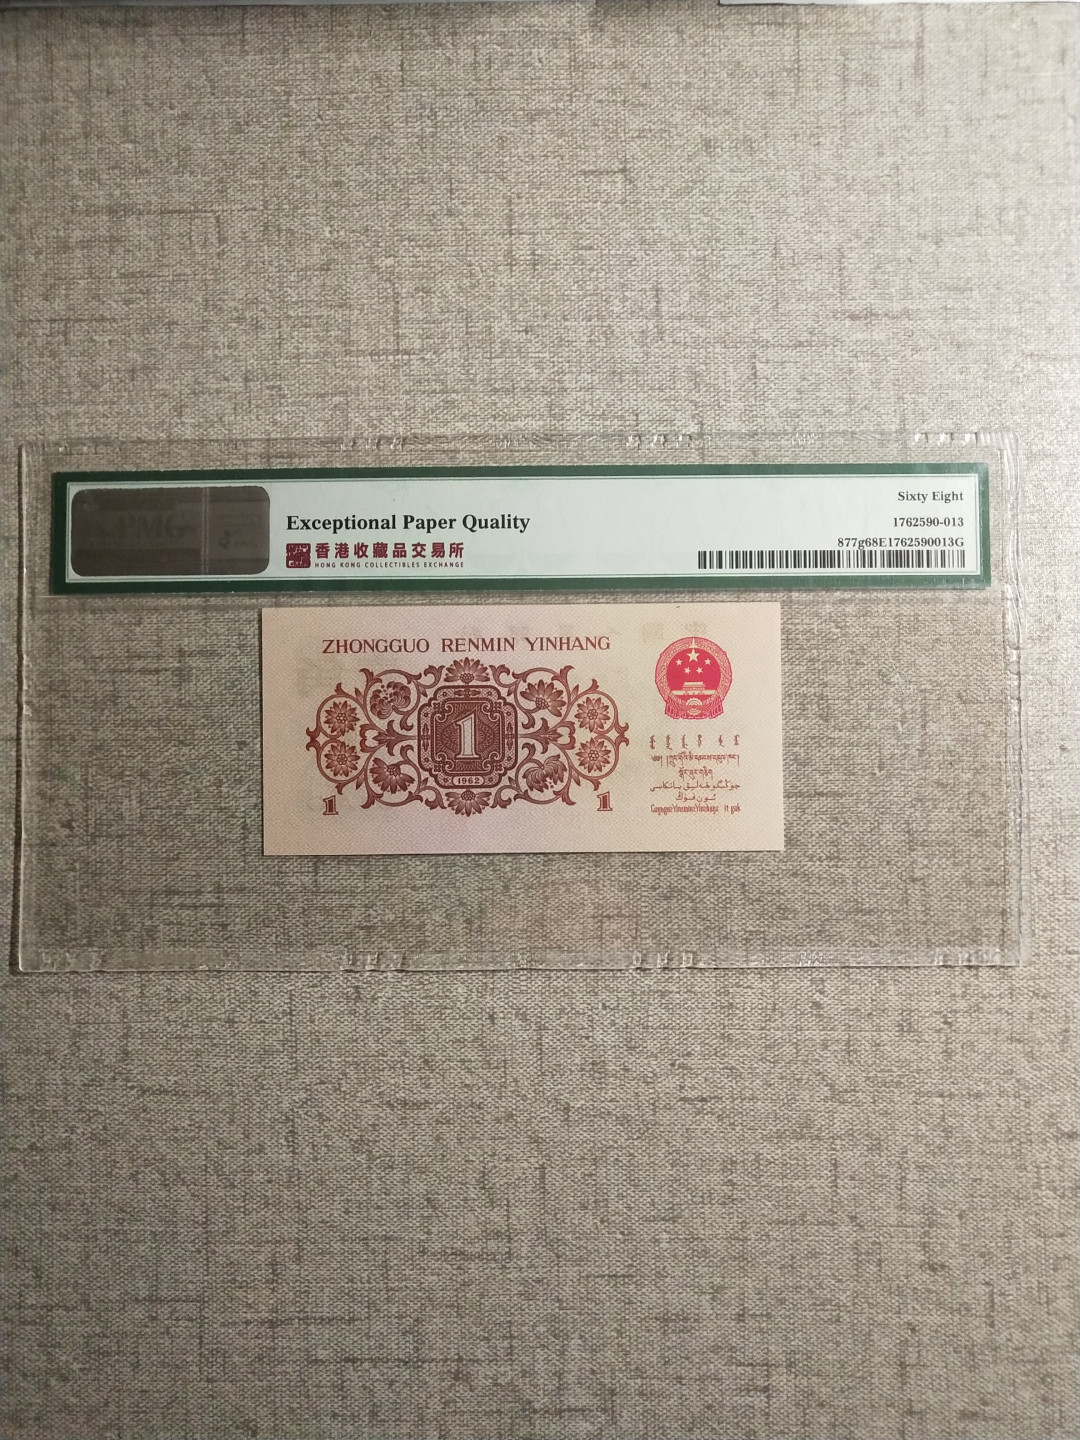 PMG
Exceptional Paper Quality
香港收藏品交易所
HONG KONG COLLECTIBLES EXCHANGE
Sixty Eight
1762590-013
877g68E1762590013G
ZHONGGUO RENMIN YINHANG
1
(1962)
1
1